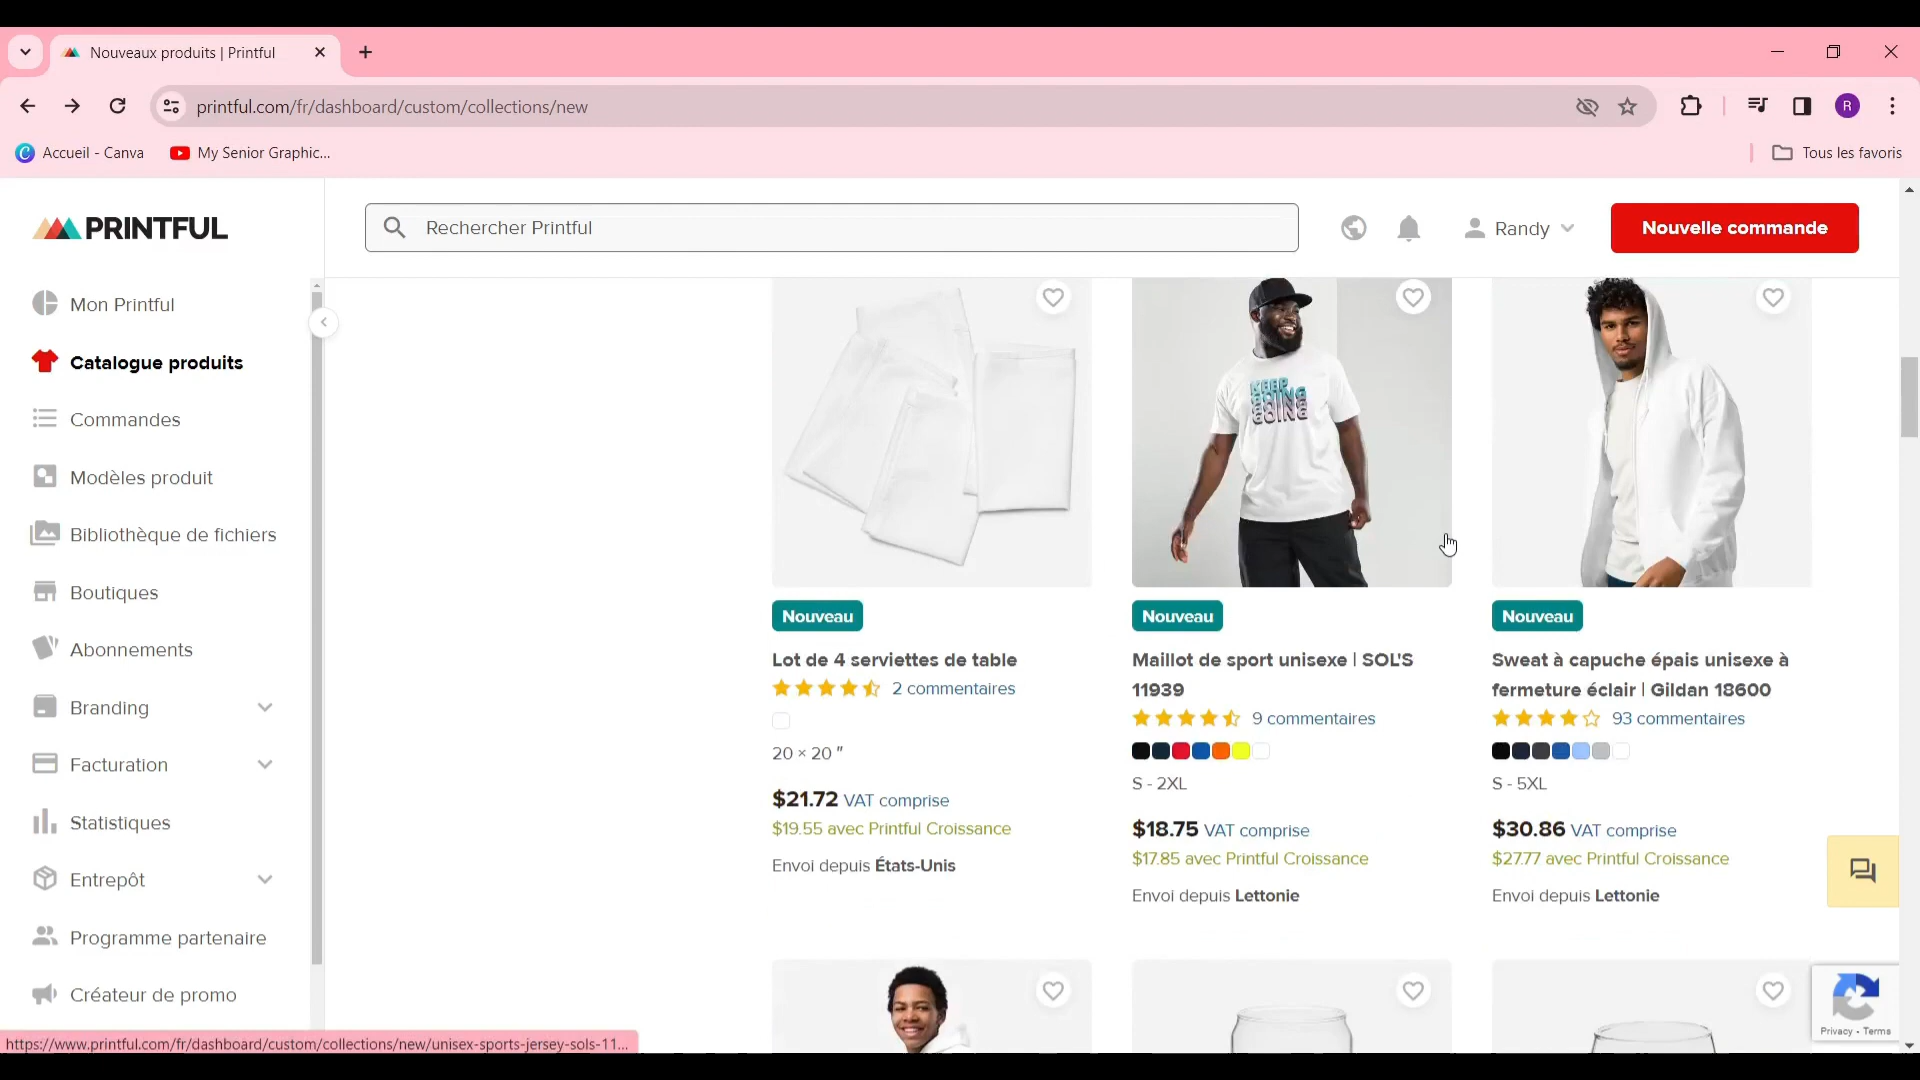 Nouveaux produits | Printful
printful.com/fr/dashboard/custom/collections/new
R
Accueil - Canva
My Senior Graphic...
Tous les favoris
PRINTFUL
Rechercher Printful
Randy
Nouvelle commande
Mon Printful
Catalogue produits
Commandes
Modèles produit
Bibliothèque de fichiers
Boutiques
Abonnements
Branding
Facturation
Statistiques
Entrepôt
Programme partenaire
Créateur de promo
KEEP
GOING
GOING
Nouveau
Lot de 4 serviettes de table
2 commentaires
20 × 20 ″
$21.72 VAT comprise
$19.55 avec Printful Croissance
Envoi depuis États-Unis
Nouveau
Maillot de sport unisexe | SOL'S
11939
9 commentaires
S - 2XL
$18.75 VAT comprise
$17.85 avec Printful Croissance
Envoi depuis Lettonie
Nouveau
Sweat à capuche épais unisexe à
fermeture éclair | Gildan 18600
93 commentaires
S - 5XL
$30.86 VAT comprise
$27.77 avec Printful Croissance
Envoi depuis Lettonie
Privacy - Terms
https://www.printful.com/fr/dashboard/custom/collections/new/unisex-sports-jersey-sols-11...